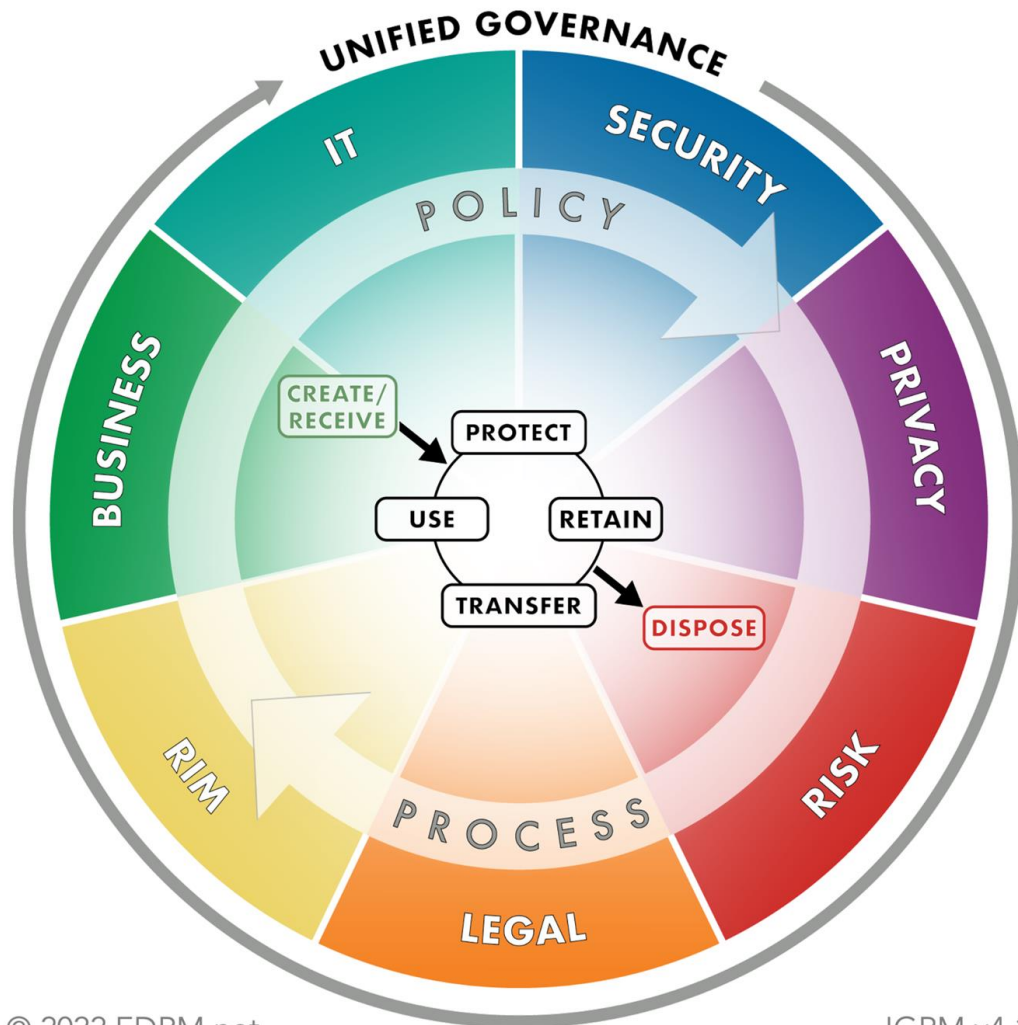 UNIFIED GOVERNANCE
IT
SECURITY
POLICY
BUSINESS
PRIVACY
CREATE/
RECEIVE
PROTECT
USE
RETAIN
TRANSFER
DISPOSE
RIM
RISK
PROCESS
LEGAL